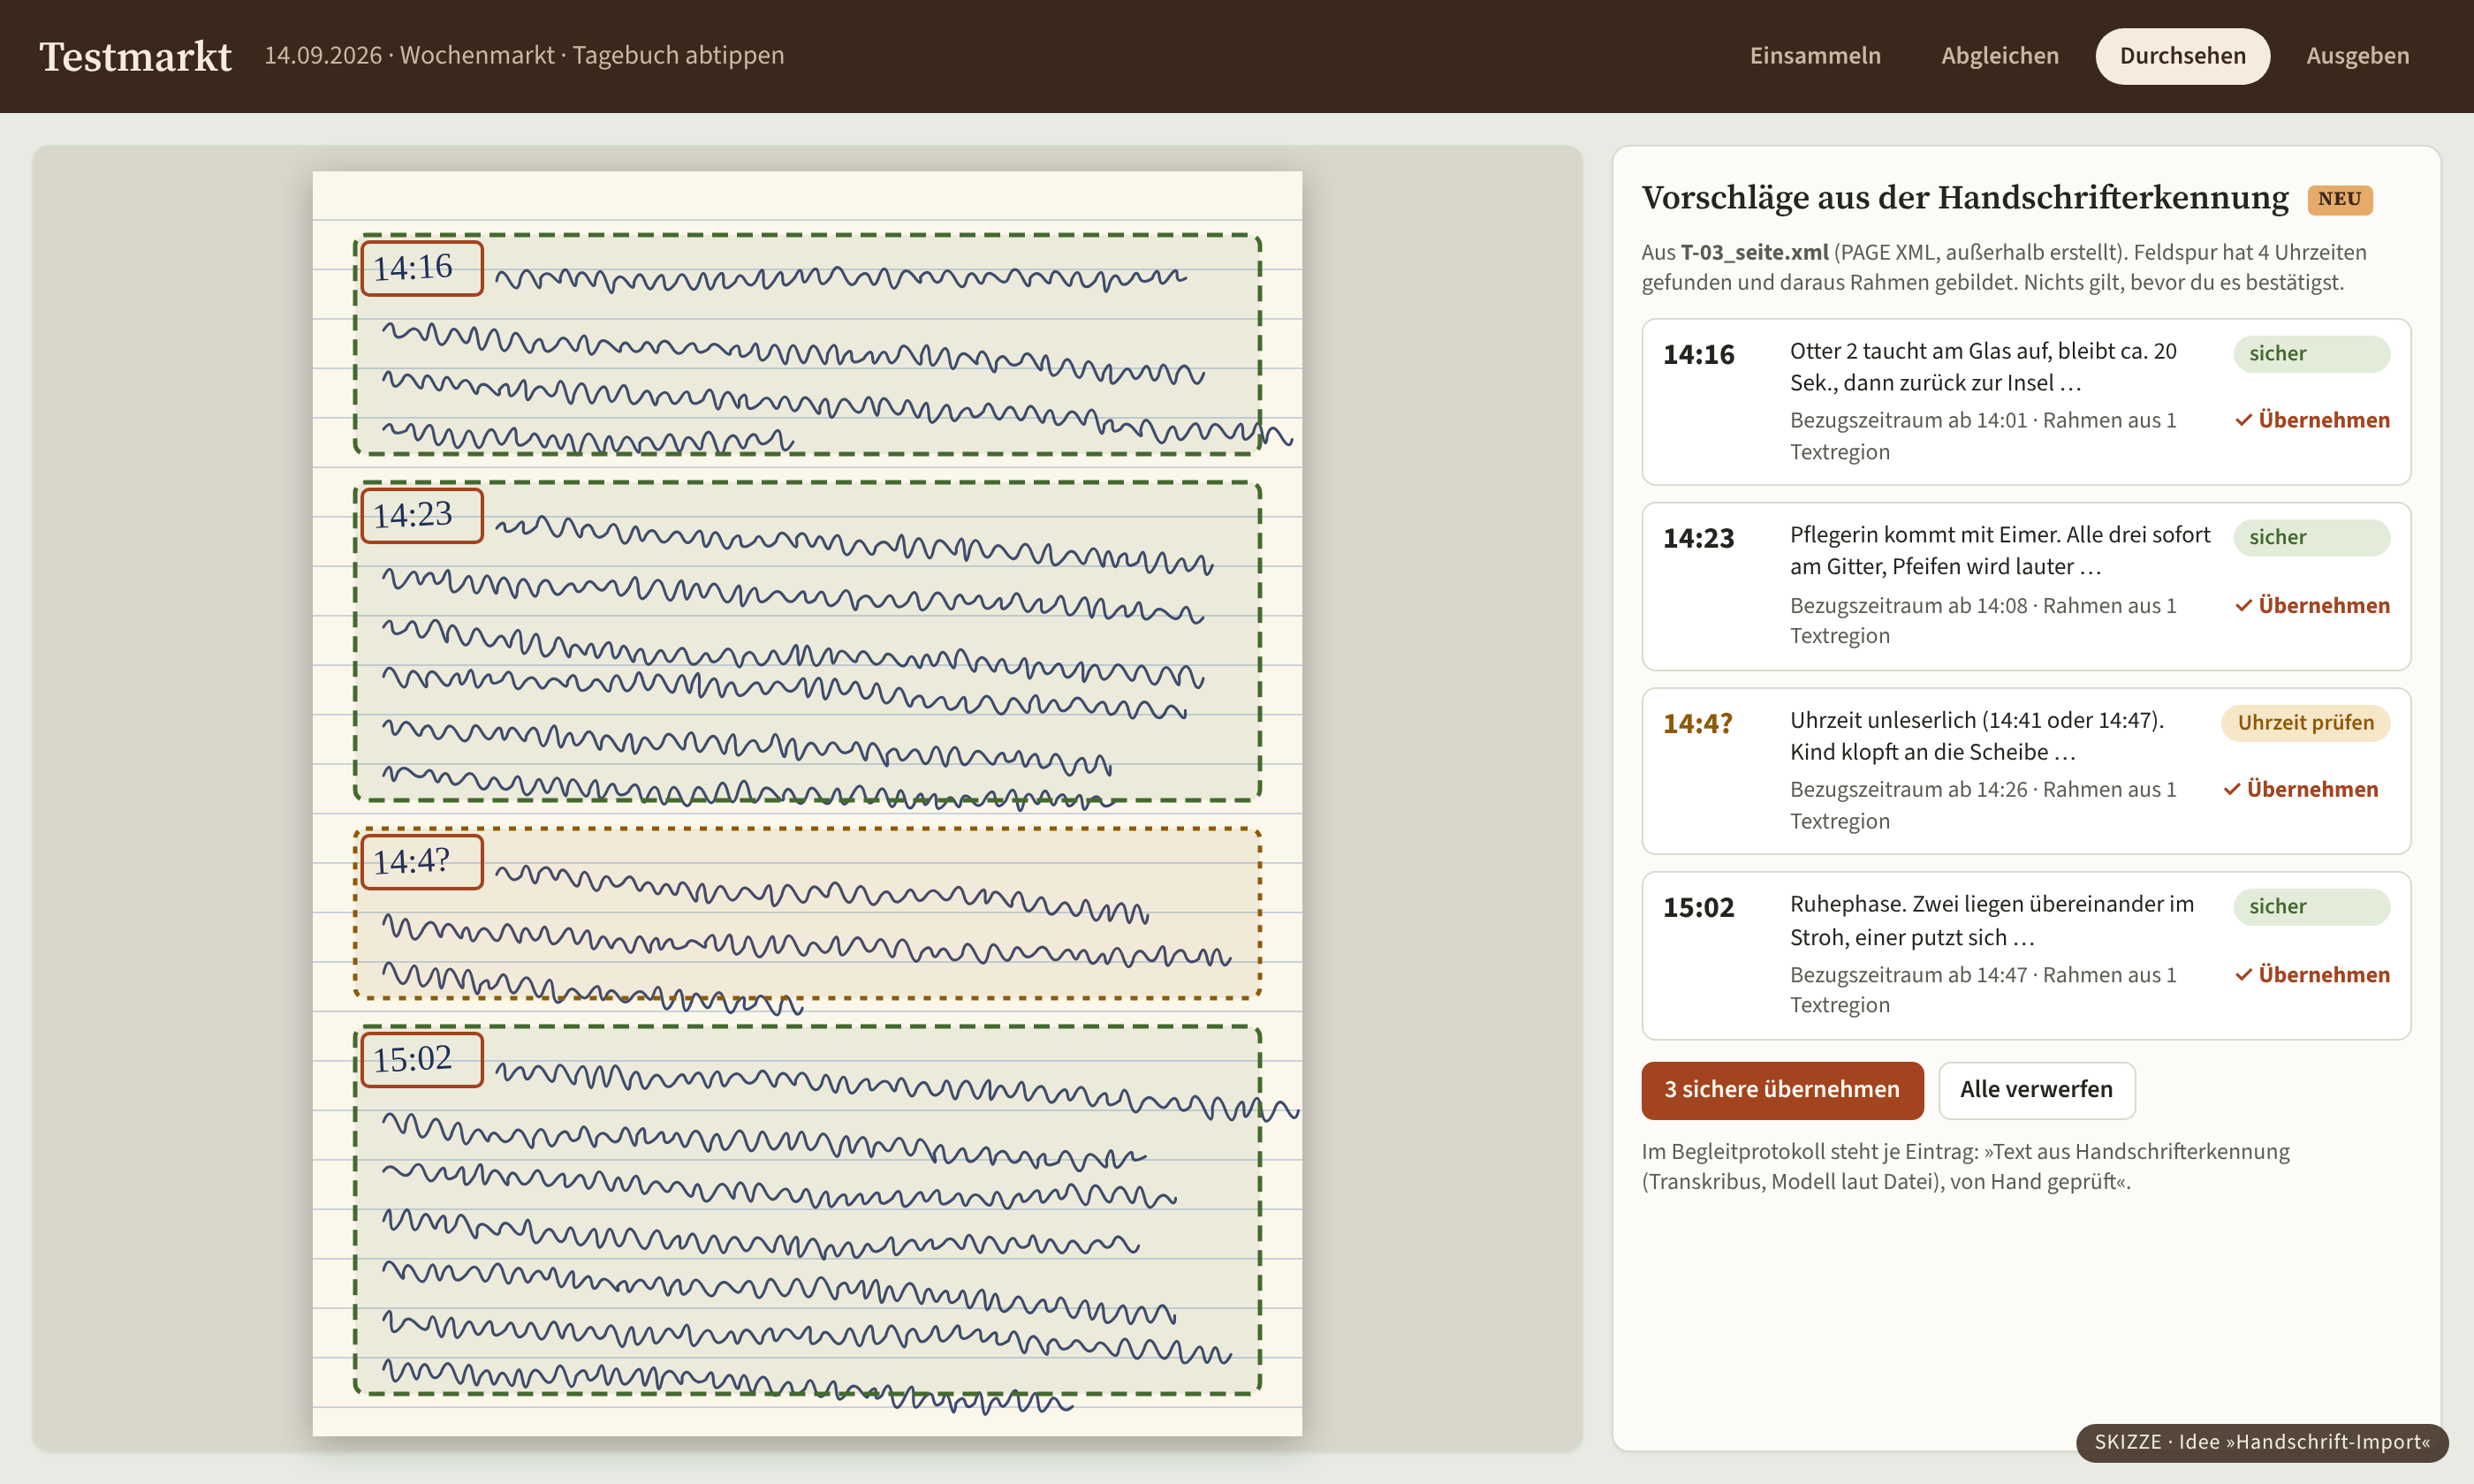 Testmarkt
14.09.2026 · Wochenmarkt · Tagebuch abtippen
Einsammeln
Abgleichen
Durchsehen
Ausgeben
14:16
14:23
14:4?
15:02
Vorschläge aus der Handschrifterkennung NEU
Aus T-03_seite.xml (PAGE XML, außerhalb erstellt). Feldspur hat 4 Uhrzeiten
gefunden und daraus Rahmen gebildet. Nichts gilt, bevor du es bestätigst.
14:16
Otter 2 taucht am Glas auf, bleibt ca. 20
Sek., dann zurück zur Insel …
sicher
Bezugszeitraum ab 14:01 · Rahmen aus 1
Textregion
✓ Übernehmen
14:23
Pflegerin kommt mit Eimer. Alle drei sofort
am Gitter, Pfeifen wird lauter …
sicher
Bezugszeitraum ab 14:08 · Rahmen aus 1
Textregion
✓ Übernehmen
14:4?
Uhrzeit unleserlich (14:41 oder 14:47).
Kind klopft an die Scheibe …
Uhrzeit prüfen
Bezugszeitraum ab 14:26 · Rahmen aus 1
Textregion
✓ Übernehmen
15:02
Ruhephase. Zwei liegen übereinander im
Stroh, einer putzt sich …
sicher
Bezugszeitraum ab 14:47 · Rahmen aus 1
Textregion
✓ Übernehmen
3 sichere übernehmen
Alle verwerfen
Im Begleitprotokoll steht je Eintrag: »Text aus Handschrifterkennung
(Transkribus, Modell laut Datei), von Hand geprüft«.
SKIZZE · Idee »Handschrift-Import«